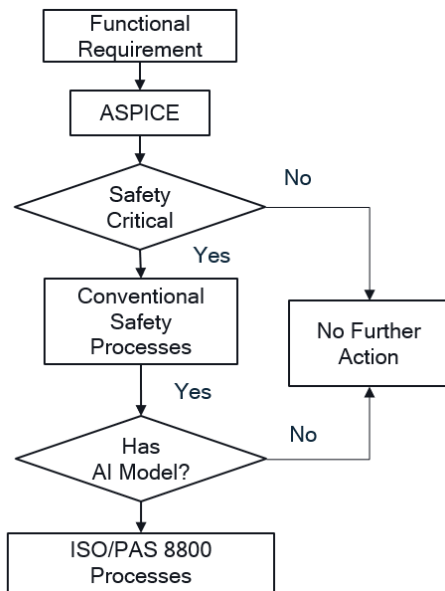 Functional
Requirement
ASPICE
Safety
Critical
No
Yes
Conventional
Safety
Processes
No Further
Action
Yes
Has
AI Model?
No
ISO/PAS 8800
Processes